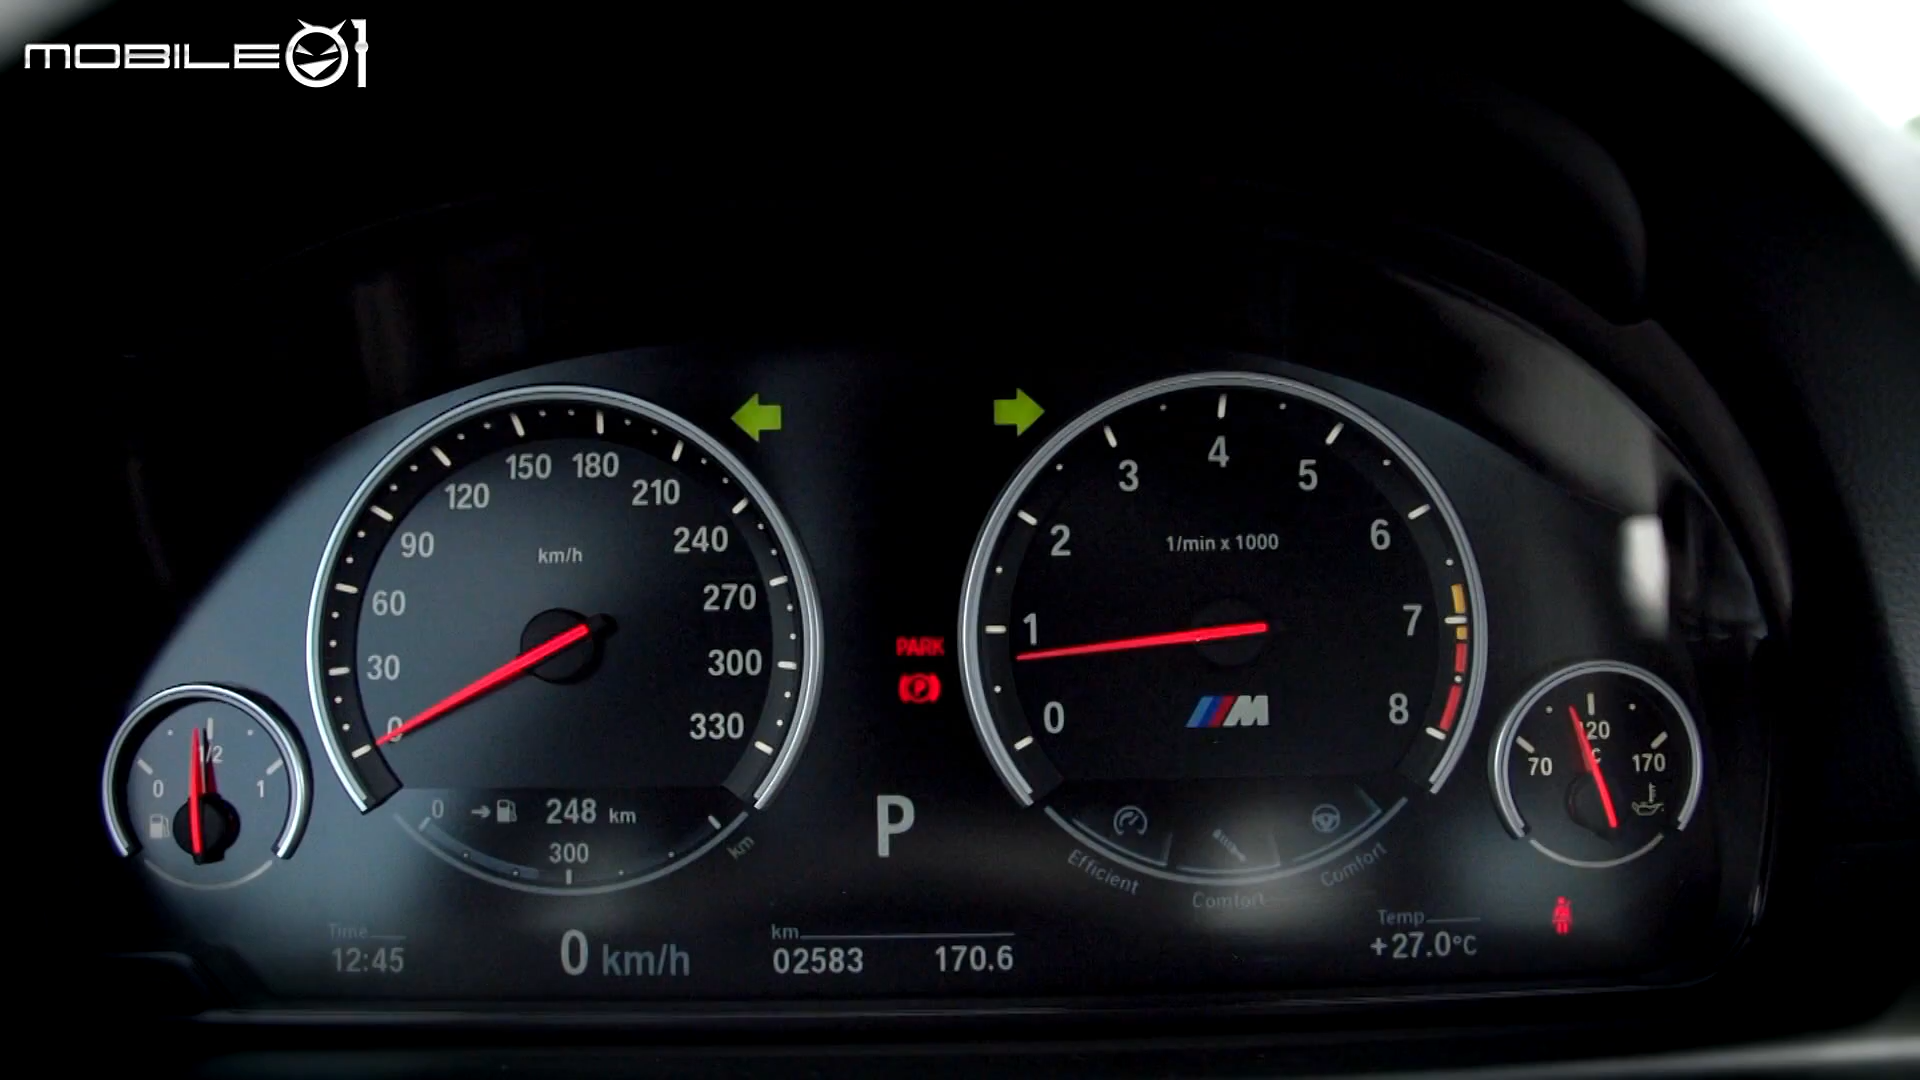 MOBILE01
0 30 60 90 120 150 180 210 240 270 300 330
km/h
0 1 2 3 4 5 6 7 8
1/min x 1000
M
PARK
P
0 1/2 1
70 120 170
°C
0 248 km
300
km
P
Efficient
Comfort
Comfort
Time
12:45
0 km/h
km
02583 170.6
Temp
+27.0°C